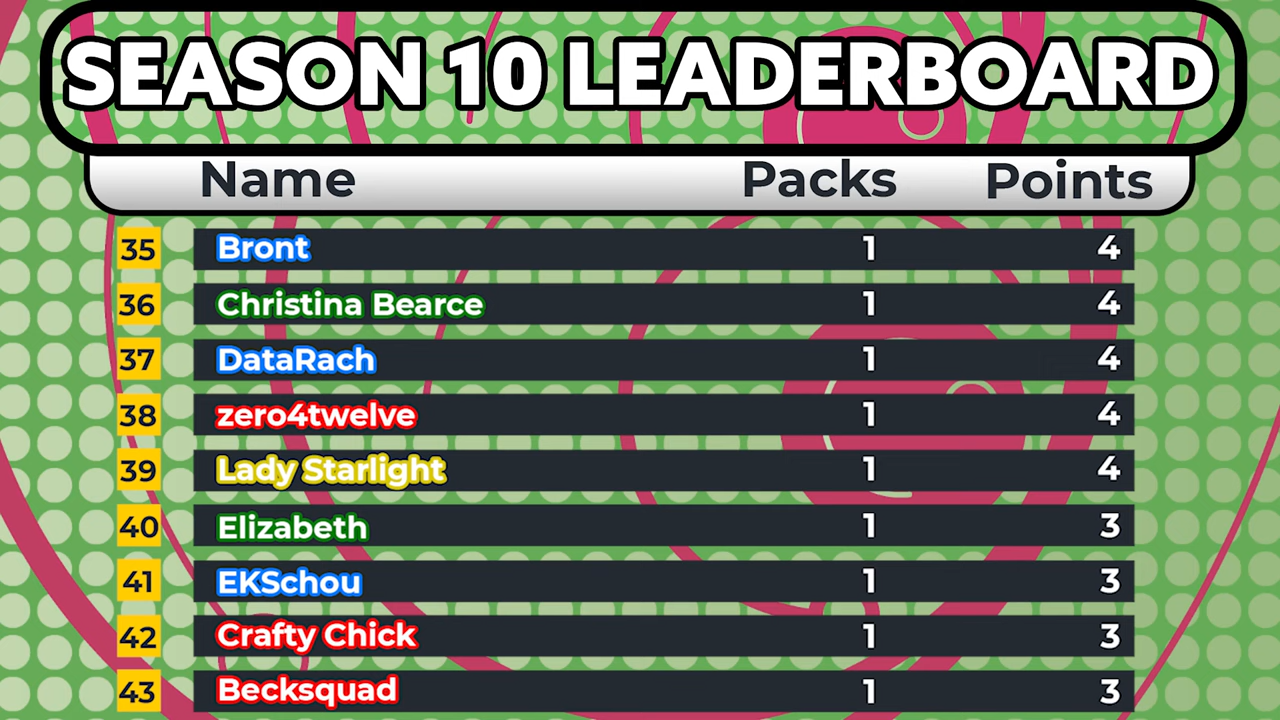 SEASON 10 LEADERBOARD
Name Packs Points
35 Bront 1 4
36 Christina Bearce 1 4
37 DataRach 1 4
38 zero4twelve 1 4
39 Lady Starlight 1 4
40 Elizabeth 1 3
41 EKSchou 1 3
42 Crafty Chick 1 3
43 Becksquad 1 3